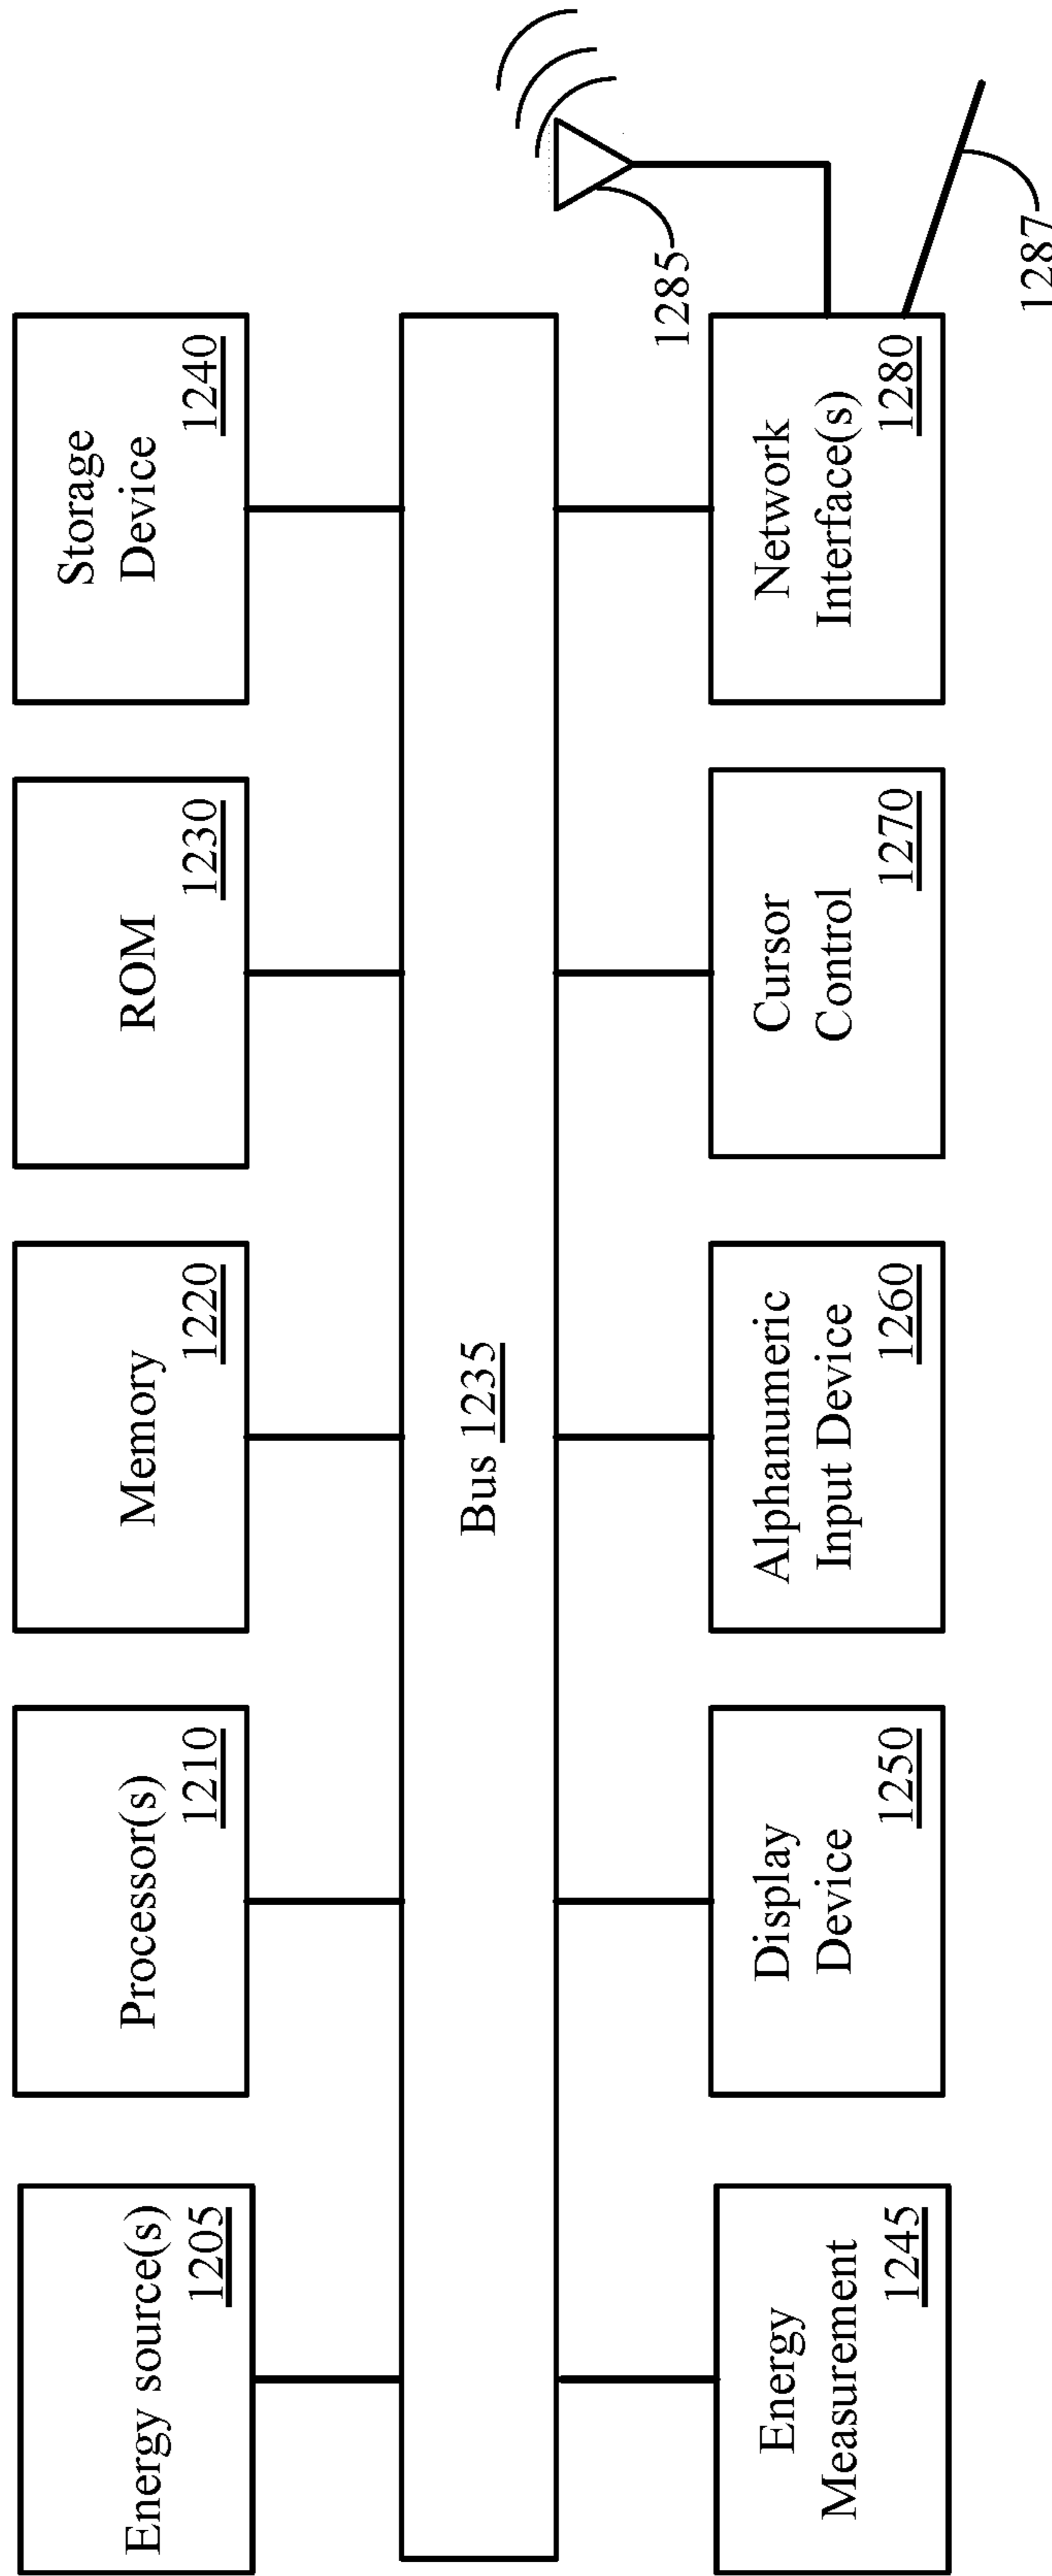 Energy source(s)
1205
Processor(s)
1210
Memory
1220
ROM
1230
Storage
Device
1240
Bus 1235
Energy
Measurement
1245
Display
Device
1250
Alphanumeric
Input Device
1260
Cursor
Control
1270
Network
Interface(s)
1280
1285
1287